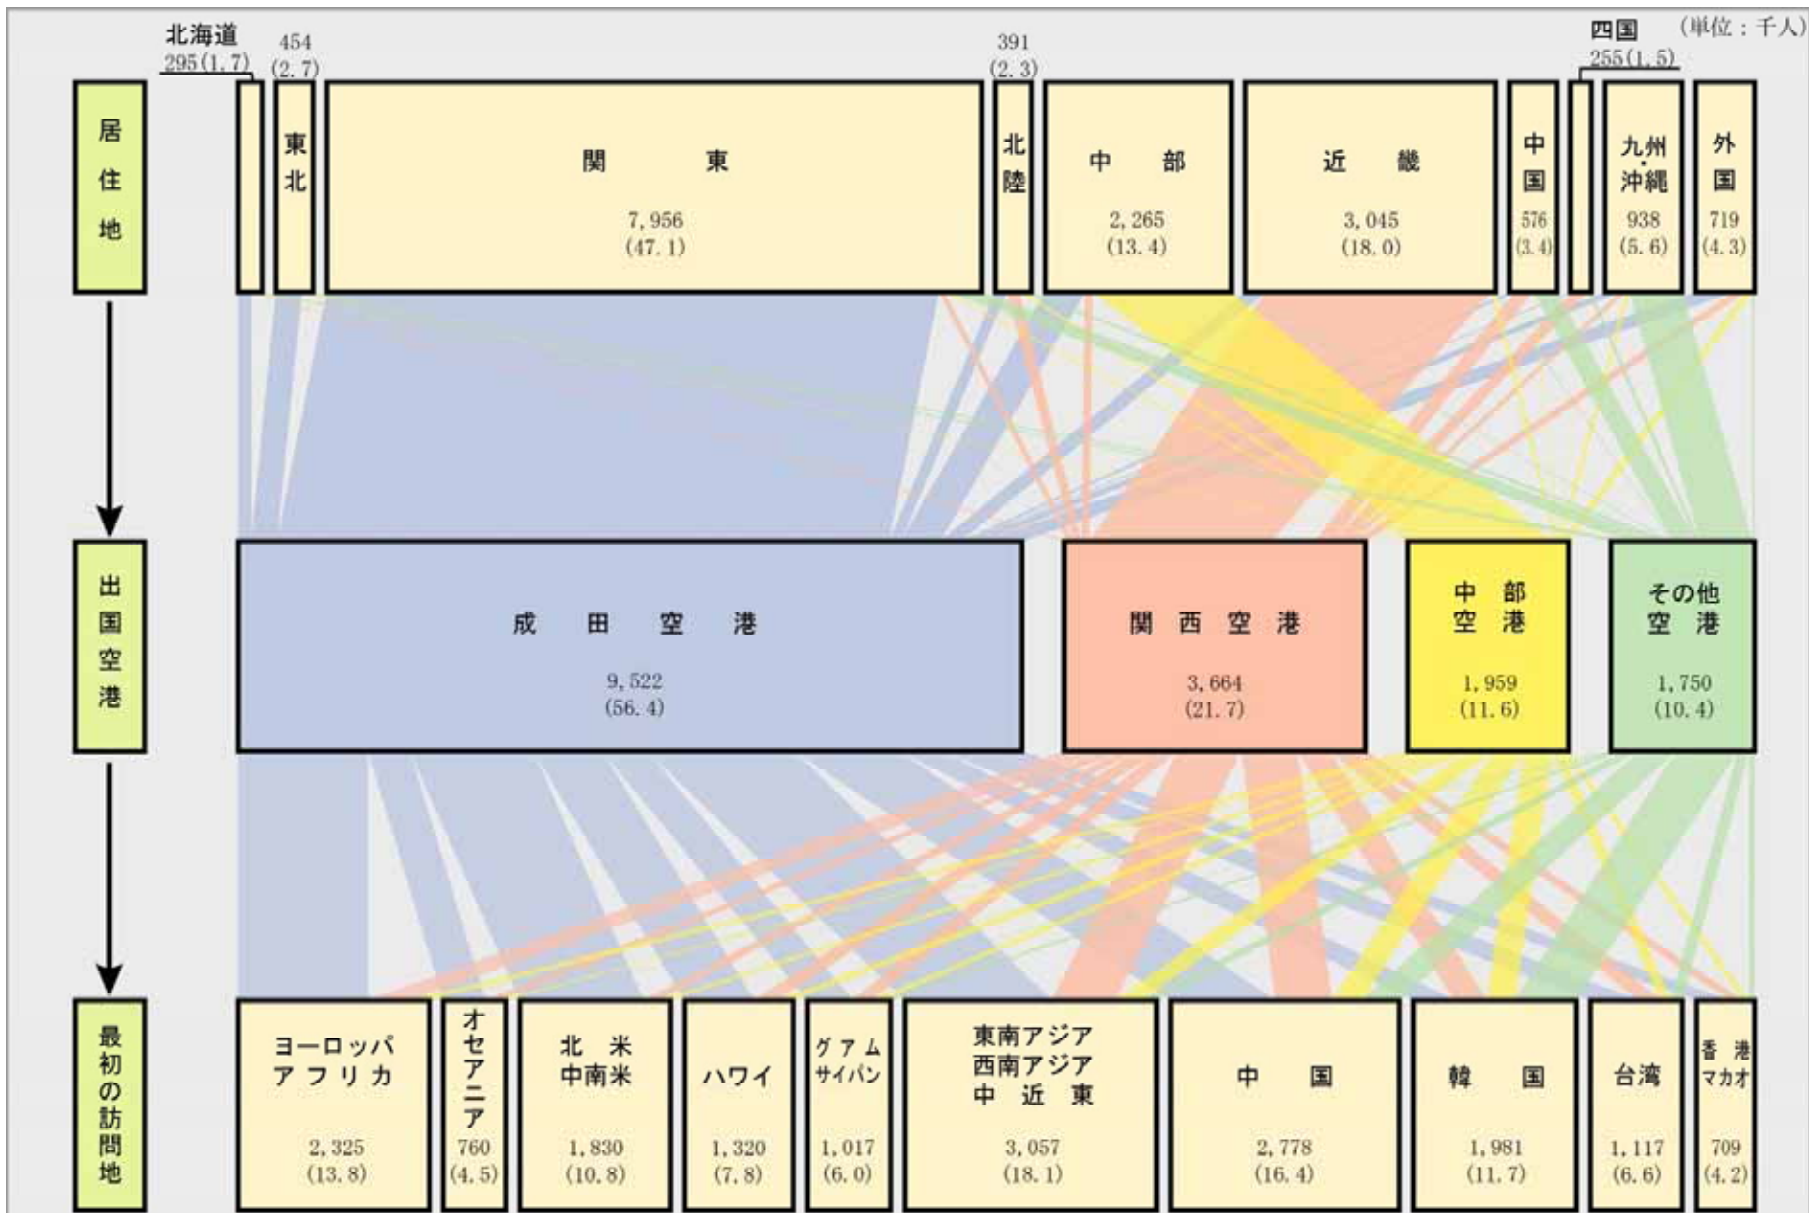 (単位：千人)
北海道
295(1.7)
454
(2.7)
391
(2.3)
四国
255(1.5)
居住地
東北
関東
7,956
(47.1)
北陸
中部
2,265
(13.4)
近畿
3,045
(18.0)
中国
576
(3.4)
九州・沖縄
938
(5.6)
外国
719
(4.3)
出国空港
成田空港
9,522
(56.4)
関西空港
3,664
(21.7)
中部
空港
1,959
(11.6)
その他
空港
1,750
(10.4)
最初の訪問地
ヨーロッパ
アフリカ
2,325
(13.8)
オセアニア
760
(4.5)
北米
中南米
1,830
(10.8)
ハワイ
1,320
(7.8)
グアム
サイパン
1,017
(6.0)
東南アジア
西南アジア
中近東
3,057
(18.1)
中国
2,778
(16.4)
韓国
1,981
(11.7)
台湾
1,117
(6.6)
香港
マカオ
709
(4.2)